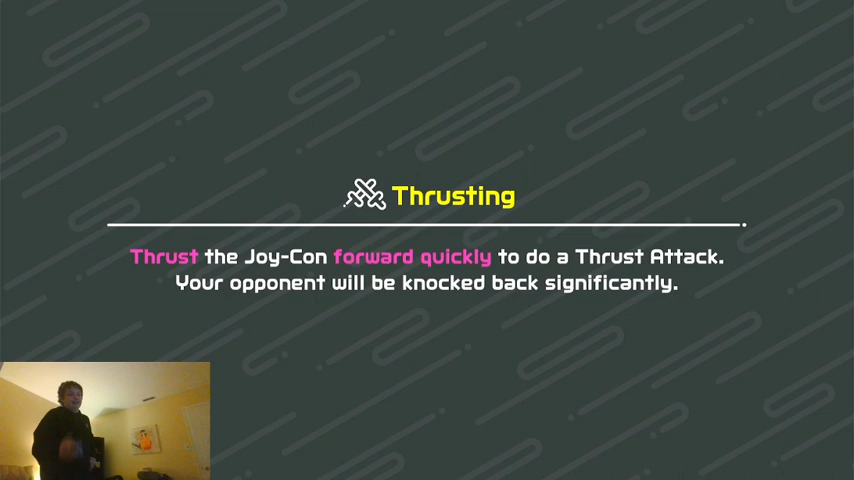 Thrusting
Thrust the Joy-Con forward quickly to do a Thrust Attack.
Your opponent will be knocked back significantly.